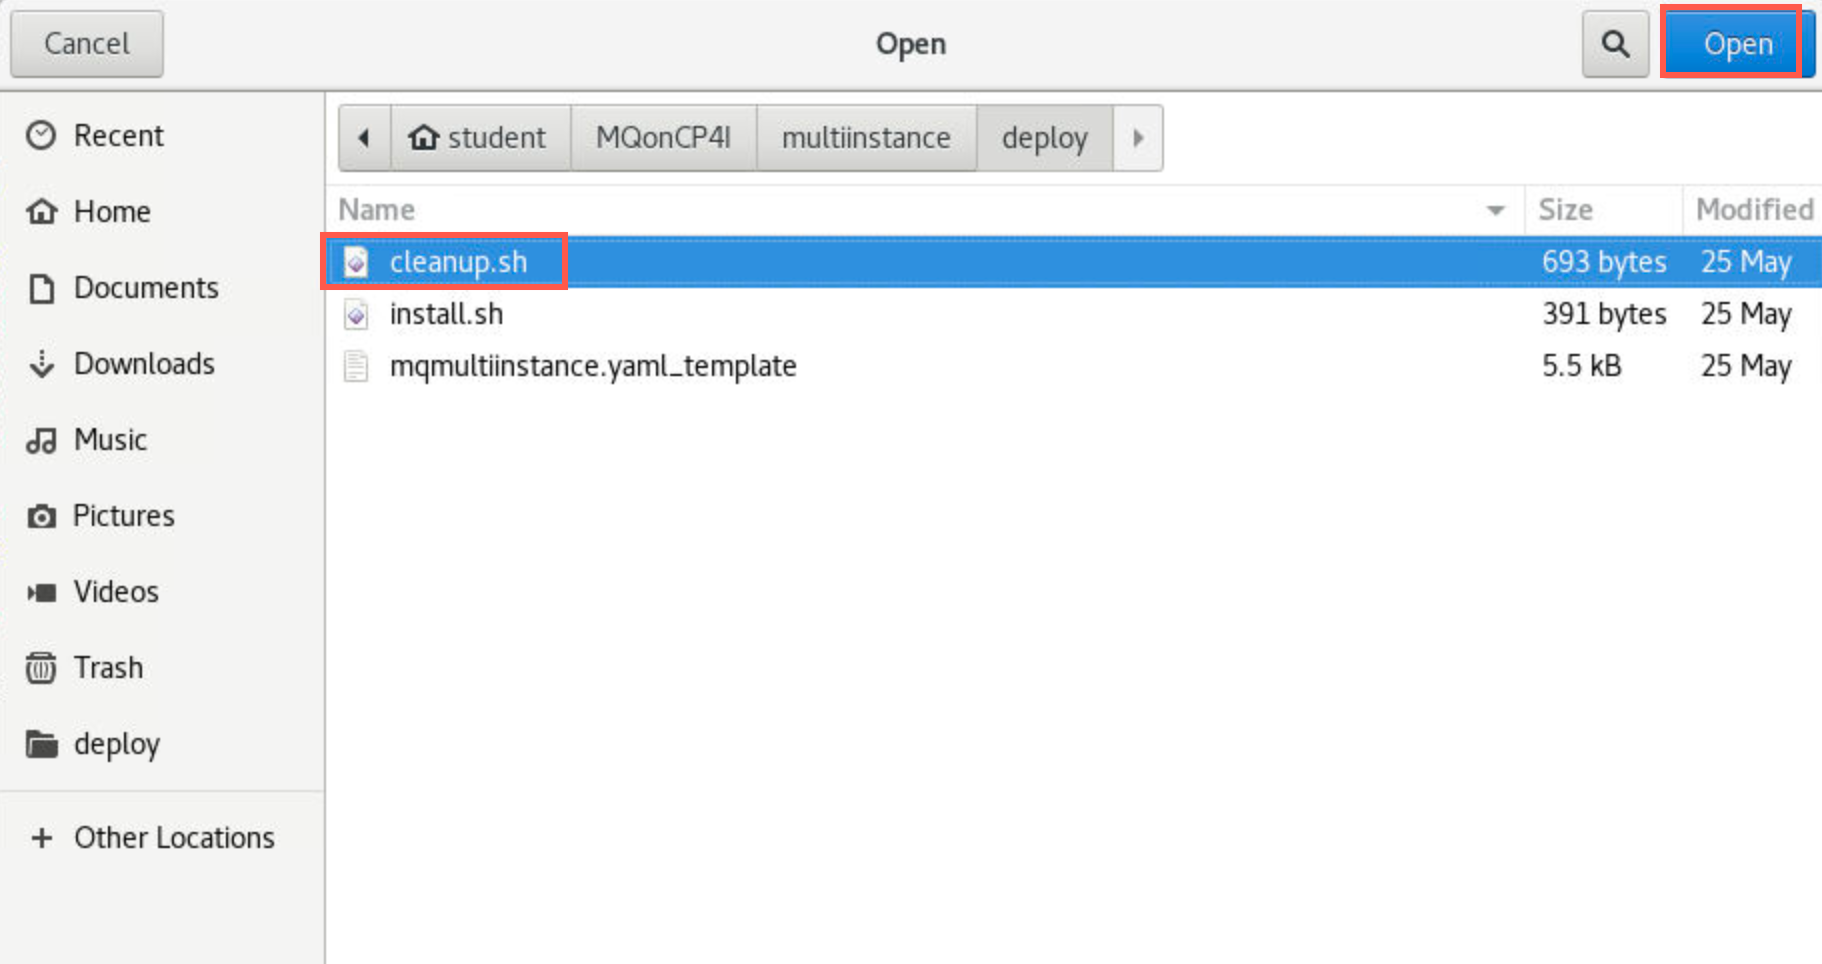 Cancel Open Open
Recent
Home
Documents
Downloads
Music
Pictures
Videos
Trash
deploy
Other Locations
student MQonCP4I multiinstance deploy
Name Size Modified
cleanup.sh 693 bytes 25 May
install.sh 391 bytes 25 May
mqmultiinstance.yaml_template 5.5 kB 25 May